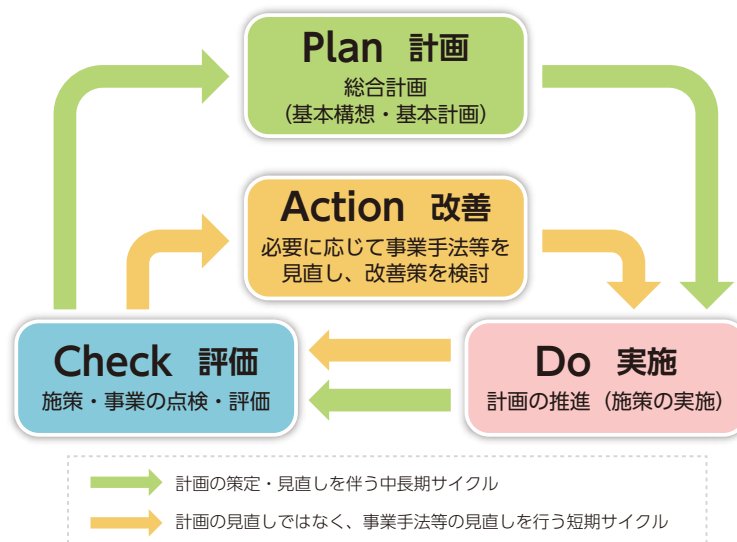 Plan 計画
総合計画
(基本構想・基本計画)
Action 改善
必要に応じて事業手法等を
見直し、改善策を検討
Check 評価
施策・事業の点検・評価
Do 実施
計画の推進(施策の実施)
計画の策定・見直しを伴う中長期サイクル
計画の見直しではなく、事業手法等の見直しを行う短期サイクル